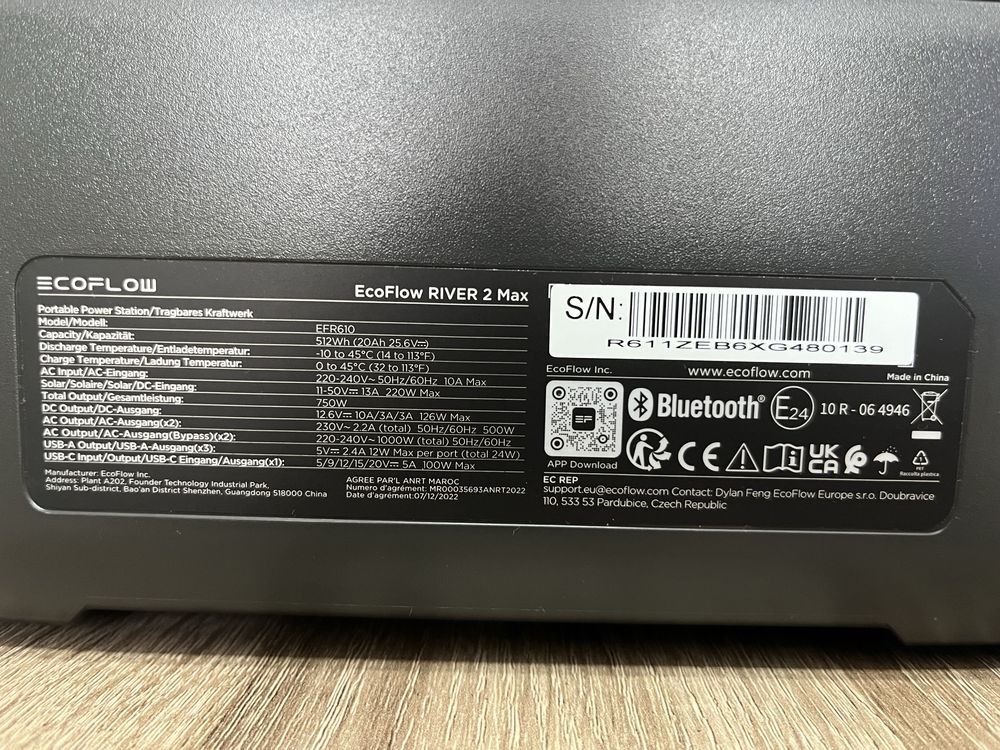 ECOFLOW
EcoFlow RIVER 2 Max
Portable Power Station/Tragbares Kraftwerk
Model/Modell: EFR610
Capacity/Kapazität: 512Wh (20Ah 25.6V⎓)
Discharge Temperature/Entladetemperatur: -10 to 45°C (14 to 113°F)
Charge Temperature/Ladung Temperatur: 0 to 45°C (32 to 113°F)
AC Input/AC-Eingang: 220-240V~ 50Hz/60Hz 10A Max
Solar/Solaire/Solar/DC-Eingang: 11-50V⎓ 13A 220W Max
Total Output/Gesamtleistung: 750W
DC Output/DC-Ausgang: 12.6V⎓ 10A/3A/3A 126W Max
AC Output/AC-Ausgang(x2): 230V~ 2.2A (total) 50Hz/60Hz 500W
AC Output/AC-Ausgang(Bypass)(x2): 220-240V~1000W (total) 50Hz/60Hz
USB-A Output/USB-A-Ausgang(x3): 5V⎓ 2.4A 12W Max per port (total 24W)
USB-C Input/Output/USB-C Eingang/Ausgang(x1): 5/9/12/15/20V⎓ 5A 100W Max
Manufacturer: EcoFlow Inc.
Address: Plant A202, Founder Technology Industrial Park,
Shiyan Sub-district, Bao'an District Shenzhen, Guangdong 518000 China
AGREE PAR'L ANRT MAROC
Numero d'agrément: MR00035693ANRT2022
Date d'agrément:07/12/2022
S/N:
R611ZEB6XG480139
EcoFlow Inc.
www.ecoflow.com
Made in China
EF
APP Download
Bluetooth®
E24
10 R - 06 4946
CE
UK
CA
PET
Raccolta plastica
EC REP
support.eu@ecoflow.com Contact: Dylan Feng EcoFlow Europe s.r.o. Doubravice
110, 533 53 Pardubice, Czech Republic